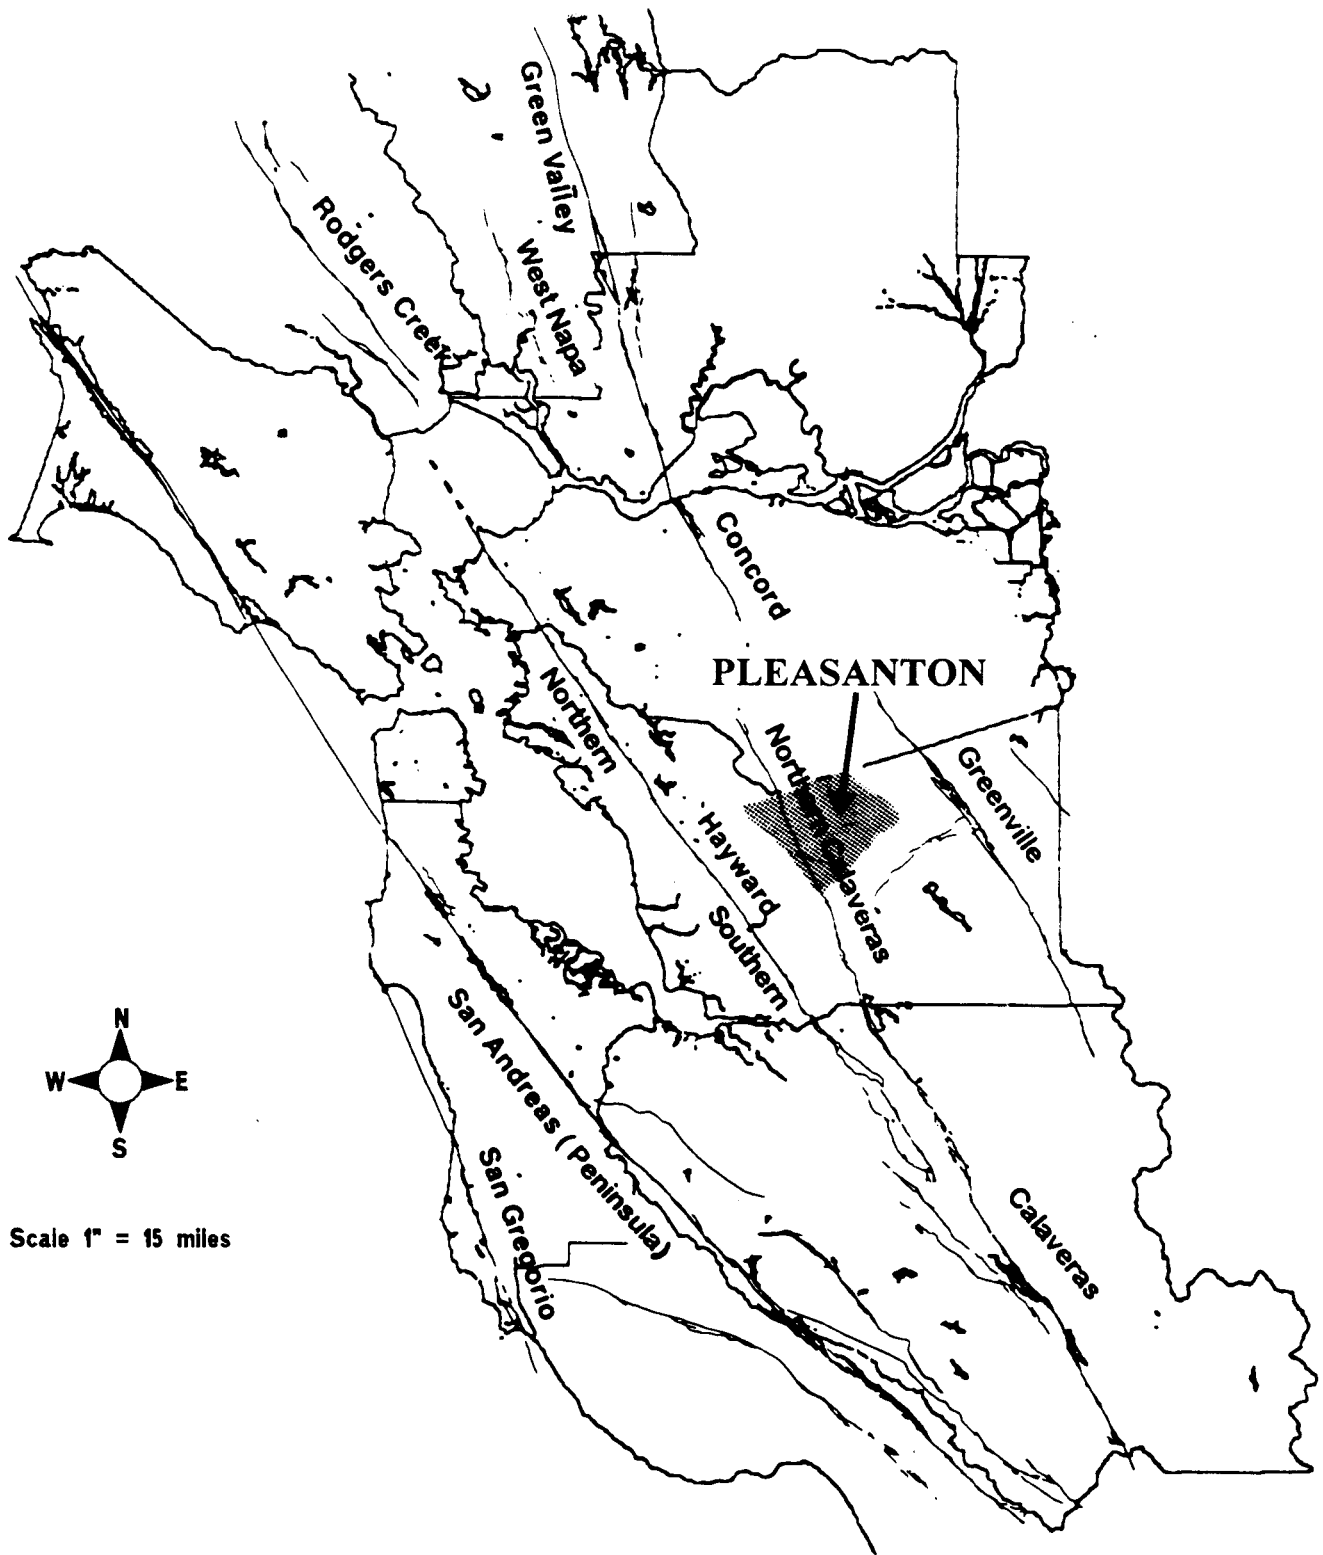 Green Valley
Rodgers Creek
West Napa
Concord
PLEASANTON
Northern
Northern Calaveras
Greenville
Hayward
Southern
San Andreas (Peninsula)
N
W E
S
San Gregorio
Calaveras
Scale 1" = 15 miles